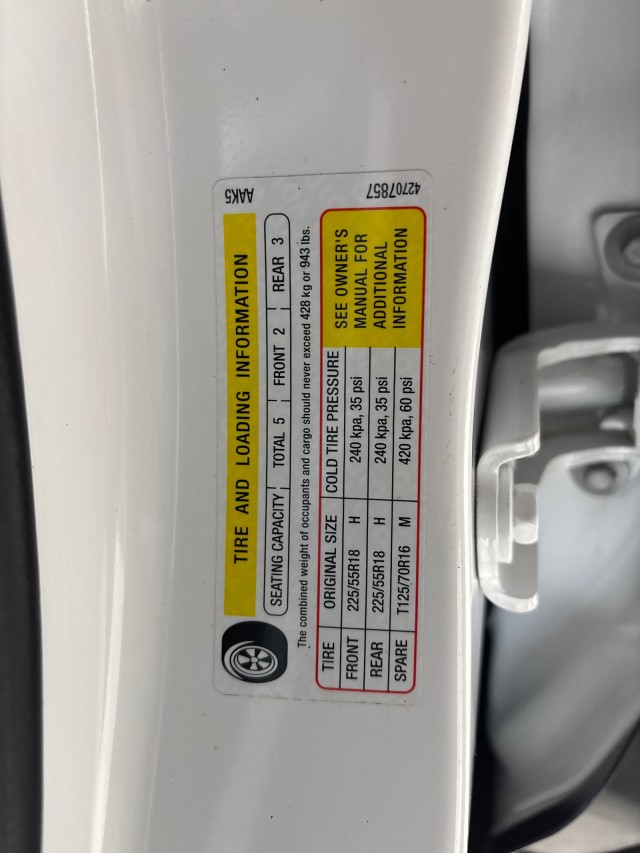 AAK5
42707857
TIRE AND LOADING INFORMATION
SEATING CAPACITY TOTAL 5 FRONT 2 REAR 3
The combined weight of occupants and cargo should never exceed 428 kg or 943 lbs.
TIRE ORIGINAL SIZE COLD TIRE PRESSURE
FRONT 225/55R18 H 240 kpa, 35 psi
REAR 225/55R18 H 240 kpa, 35 psi
SPARE T125/70R16 M 420 kpa, 60 psi
SEE OWNER'S
MANUAL FOR
ADDITIONAL
INFORMATION